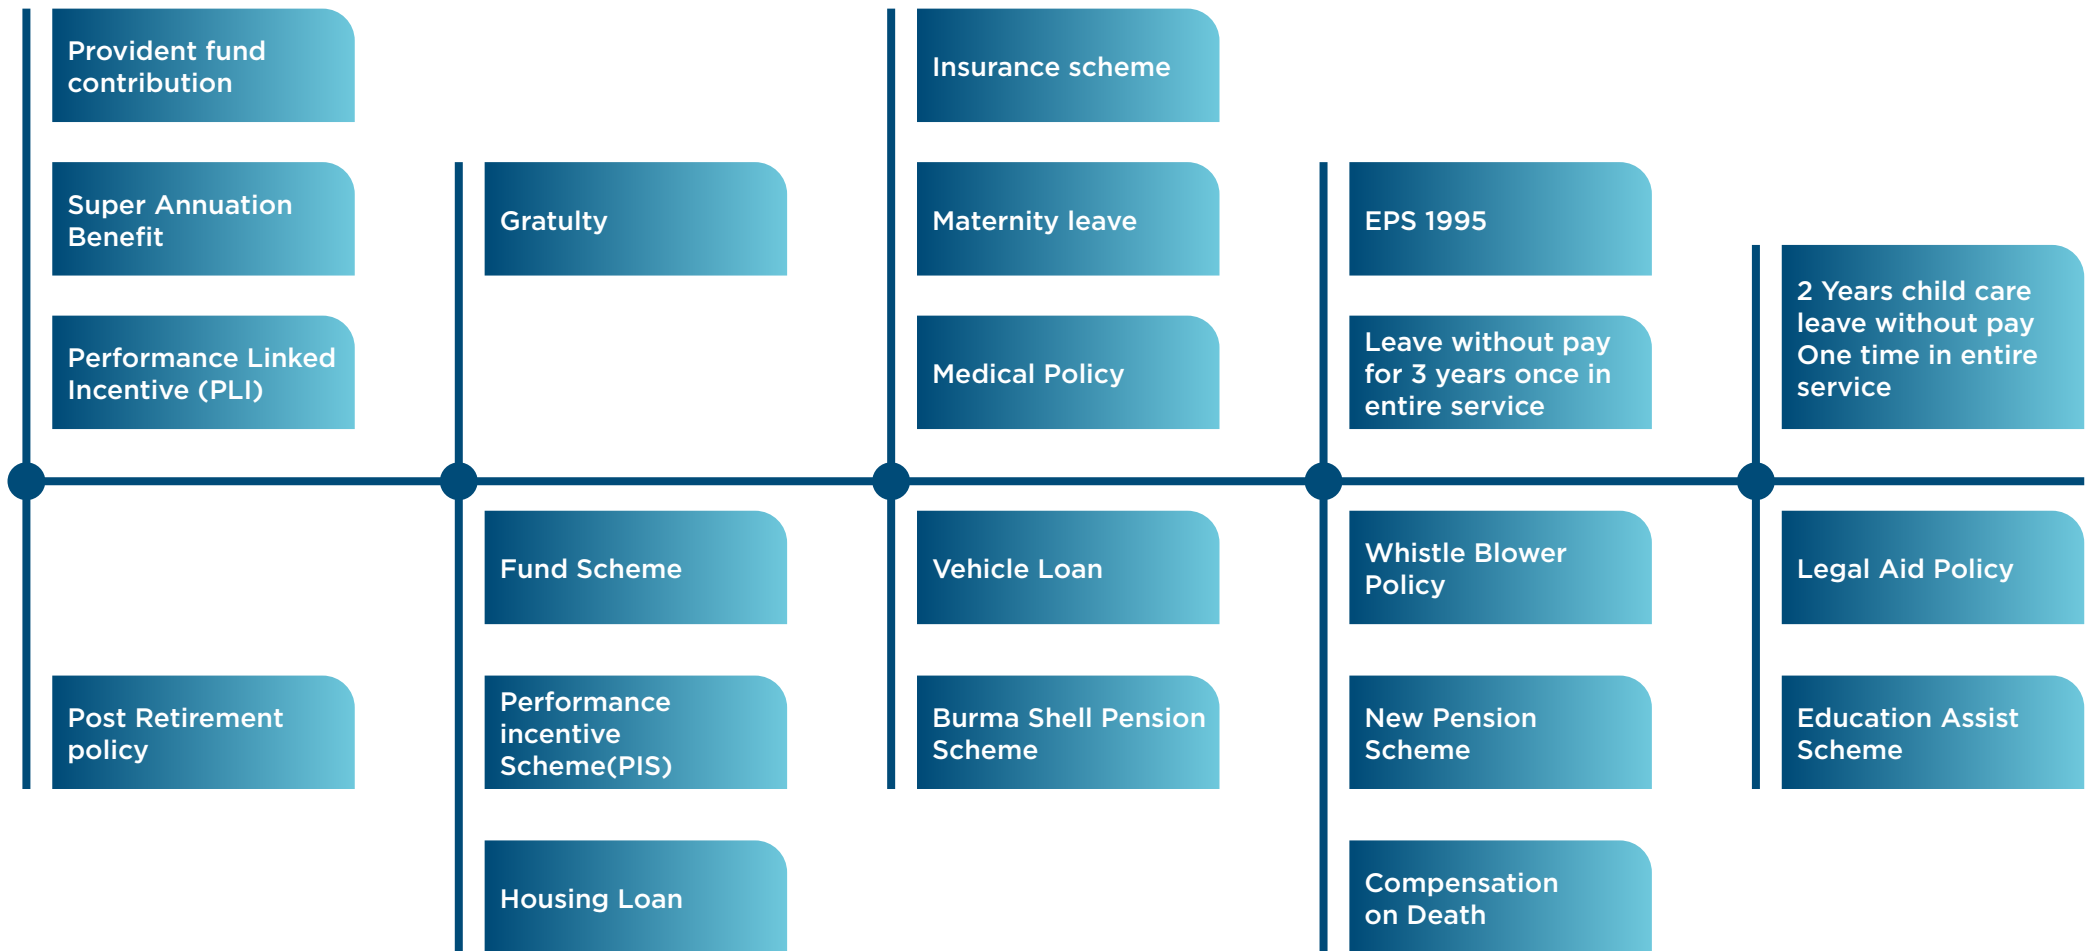 Provident fund
contribution
Super Annuation
Benefit
Performance Linked
Incentive (PLI)
Post Retirement
policy
Gratulty
Fund Scheme
Performance
incentive
Scheme(PIS)
Housing Loan
Insurance scheme
Maternity leave
Medical Policy
Vehicle Loan
Burma Shell Pension
Scheme
EPS 1995
Leave without pay
for 3 years once in
entire service
Whistle Blower
Policy
New Pension
Scheme
Compensation
on Death
2 Years child care
leave without pay
One time in entire
service
Legal Aid Policy
Education Assist
Scheme